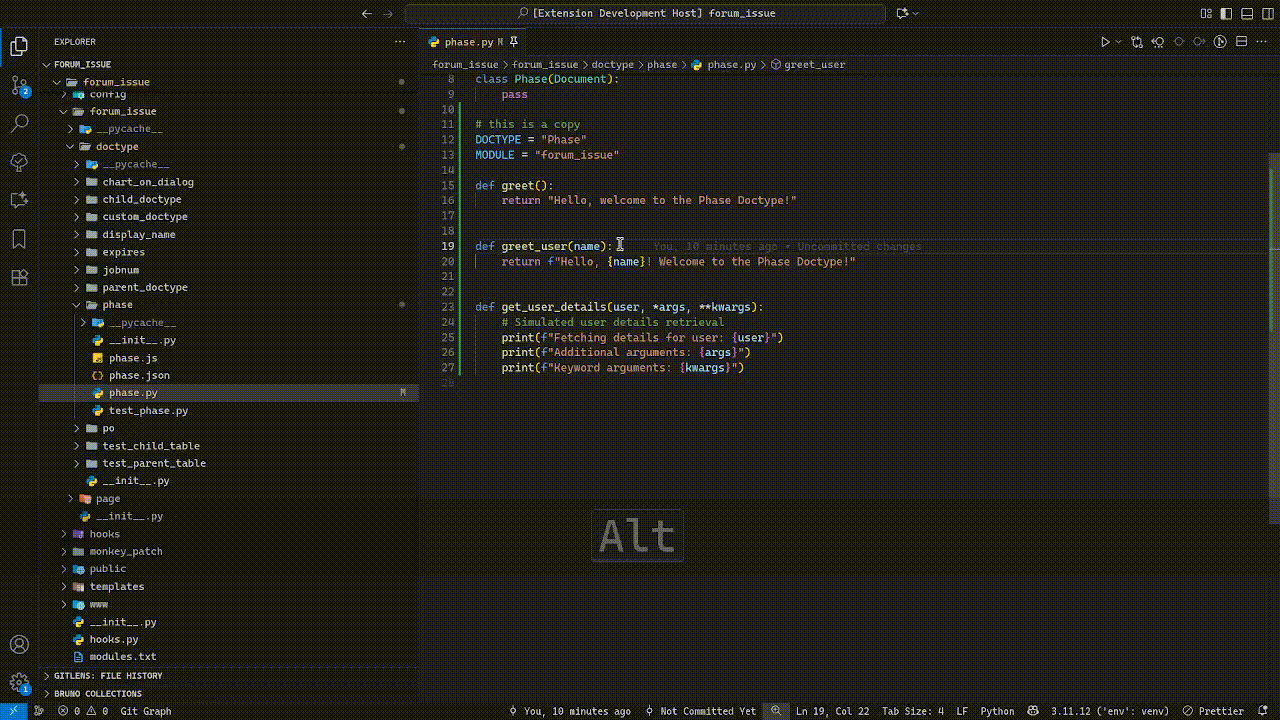 [Extension Development Host] forum_issue
EXPLORER
FORUM_ISSUE
forum_issue
config
forum_issue
__pycache__
doctype
__pycache__
chart_on_dialog
child_doctype
custom_doctype
display_name
expires
jobnum
parent_doctype
phase
__pycache__
__init__.py
phase.js
phase.json
phase.py M
test_phase.py
po
test_child_table
test_parent_table
__init__.py
page
__init__.py
hooks
monkey_patch
public
templates
www
__init__.py
hooks.py
modules.txt
GITLENS: FILE HISTORY
BRUNO COLLECTIONS
2
1
phase.py M
forum_issue > forum_issue > doctype > phase > phase.py > greet_user
8 class Phase(Document):
9 pass
10
11 # this is a copy
12 DOCTYPE = "Phase"
13 MODULE = "forum_issue"
14
15 def greet():
16 return "Hello, welcome to the Phase Doctype!"
17
18
19 def greet_user(name): You, 10 minutes ago • Uncommitted changes
20 return f"Hello, {name}! Welcome to the Phase Doctype!"
21
22
23 def get_user_details(user, *args, **kwargs):
24 # Simulated user details retrieval
25 print(f"Fetching details for user: {user}")
26 print(f"Additional arguments: {args}")
27 print(f"Keyword arguments: {kwargs}")
28
Alt
0 0 Git Graph You, 10 minutes ago Not Committed Yet Ln 19, Col 22 Tab Size: 4 LF Python 3.11.12 ('env': venv) Prettier